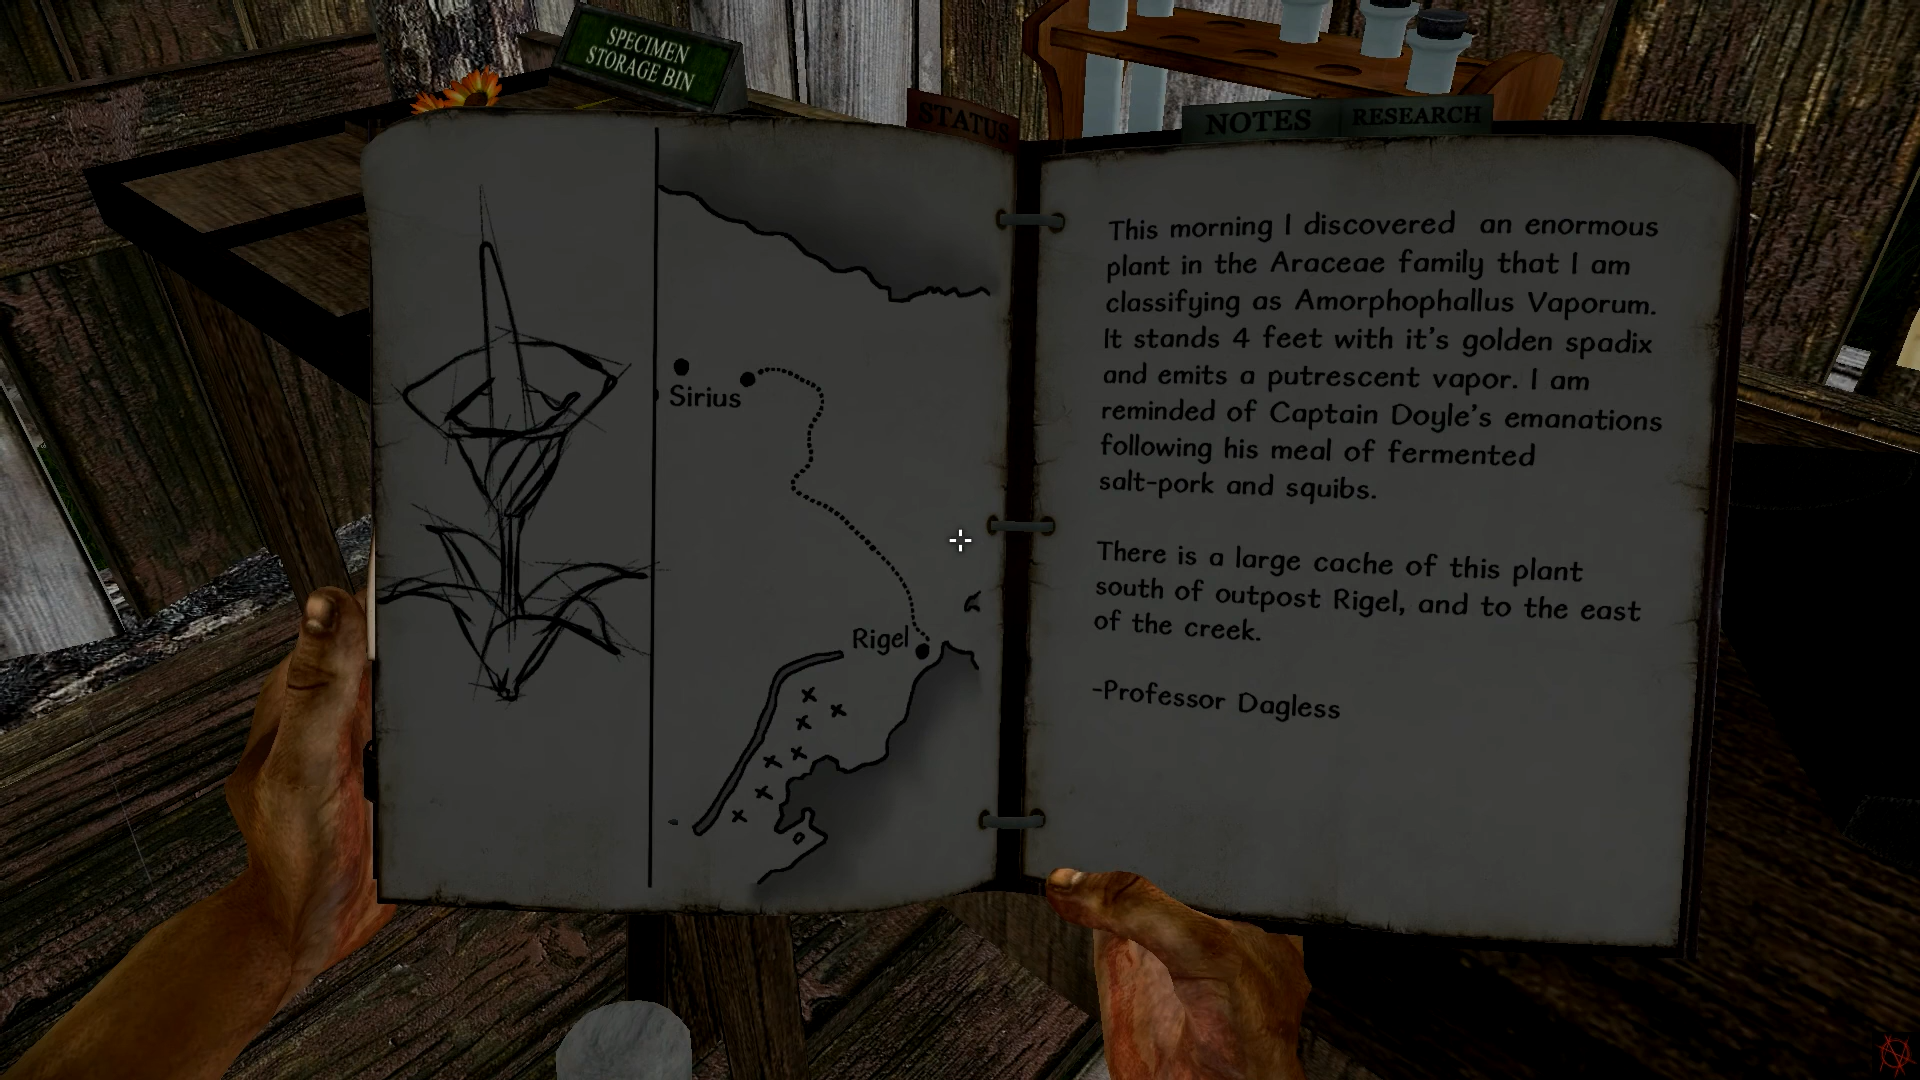 SPECIMEN
STORAGE BIN
STATUS
NOTES
RESEARCH
Sirius
Rigel
This morning I discovered an enormous
plant in the Araceae family that I am
classifying as Amorphophallus Vaporum.
It stands 4 feet with it's golden spadix
and emits a putrescent vapor. I am
reminded of Captain Doyle's emanations
following his meal of fermented
salt-pork and squibs.
There is a large cache of this plant
south of outpost Rigel, and to the east
of the creek.
-Professor Dagless